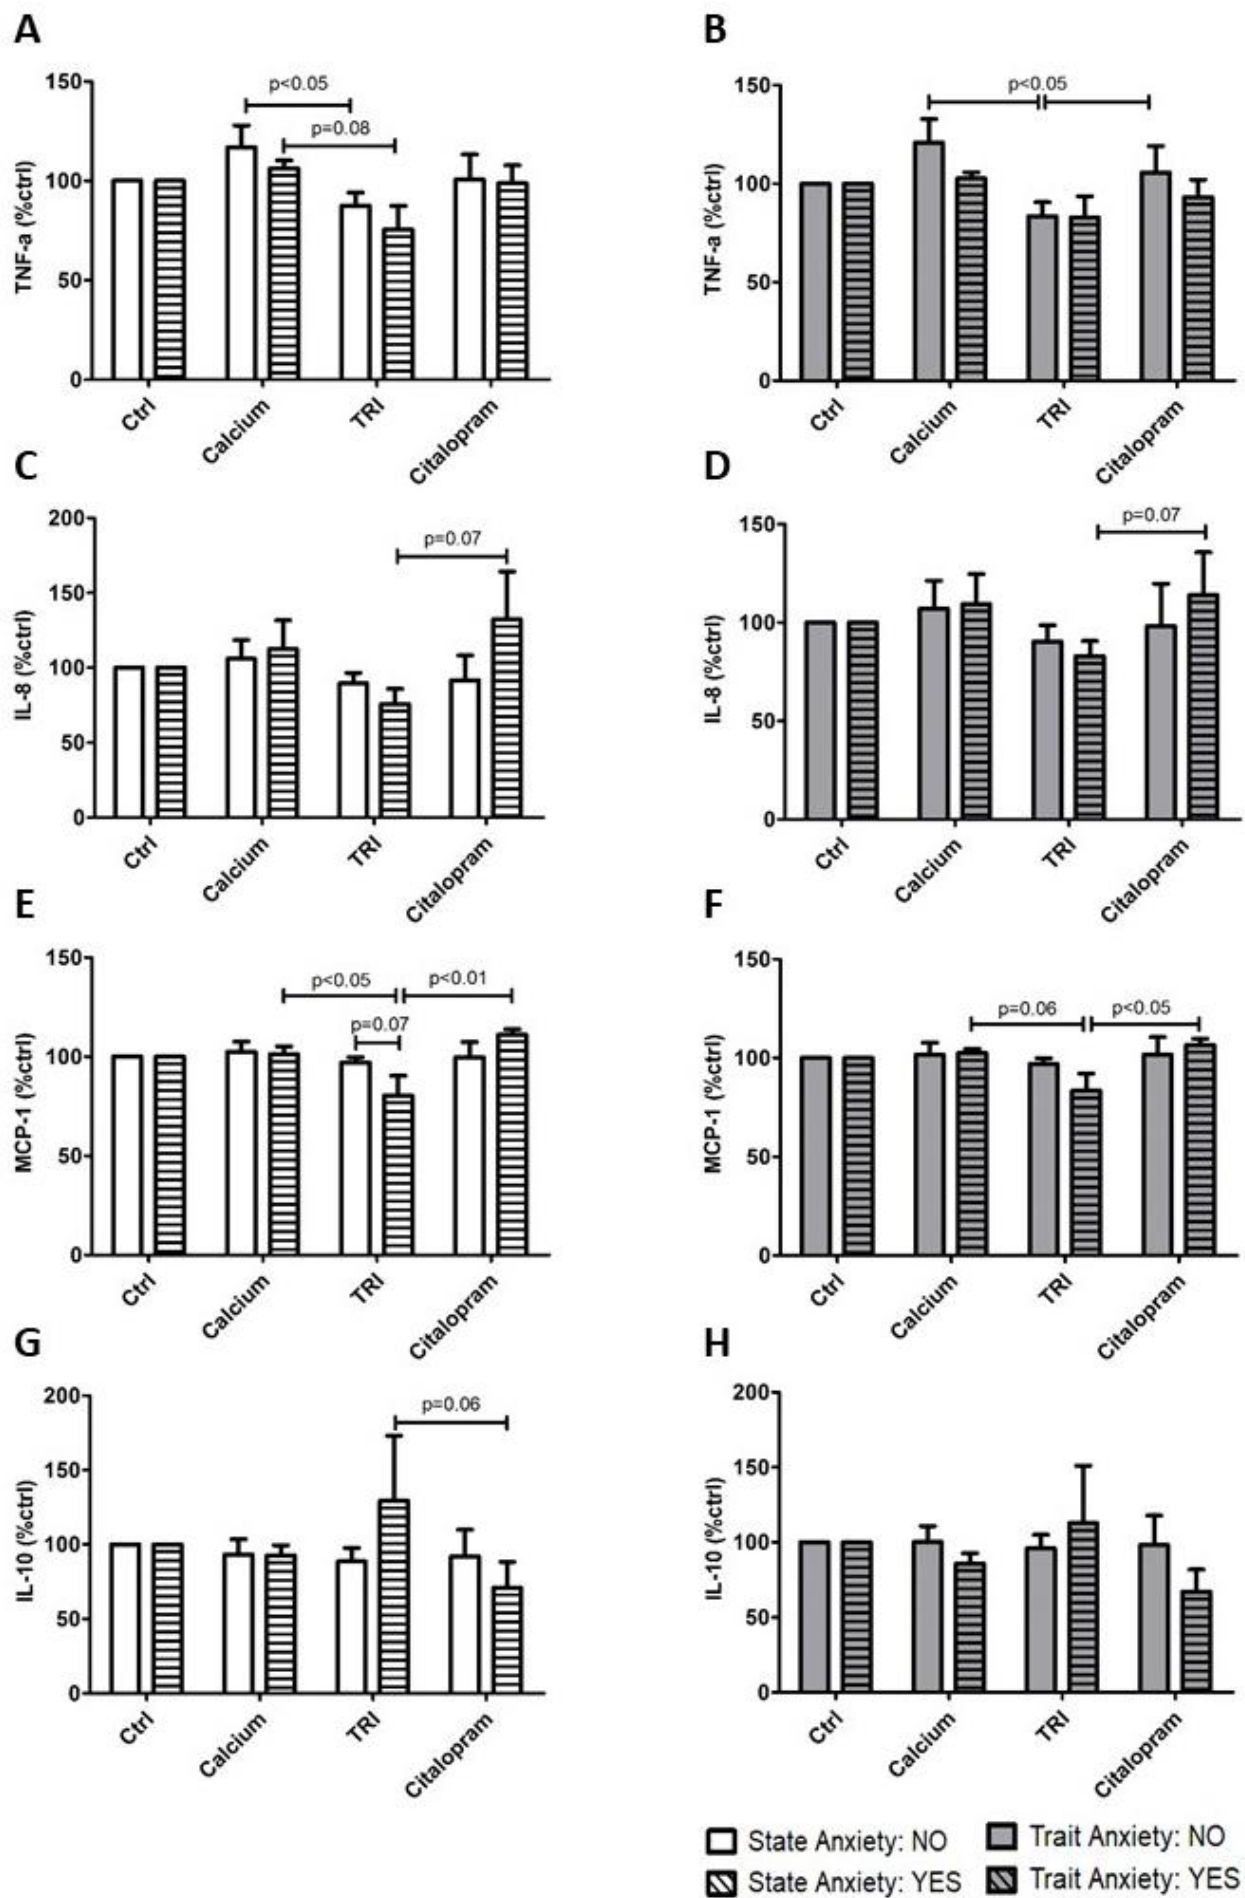 A
TNF-a (%ctrl)
150
100
50
0
p<0.05
p=0.08
Ctrl
Calcium
TRI
Citalopram
B
TNF-a (%ctrl)
150
100
50
0
p<0.05
Ctrl
Calcium
TRI
Citalopram
C
IL-8 (%ctrl)
200
150
100
50
0
p=0.07
Ctrl
Calcium
TRI
Citalopram
D
IL-8 (%ctrl)
150
100
50
0
p=0.07
Ctrl
Calcium
TRI
Citalopram
E
MCP-1 (%ctrl)
150
100
50
0
p<0.05
p<0.01
p=0.07
Ctrl
Calcium
TRI
Citalopram
F
MCP-1 (%ctrl)
150
100
50
0
p=0.06
p<0.05
Ctrl
Calcium
TRI
Citalopram
G
IL-10 (%ctrl)
200
150
100
50
0
p=0.06
Ctrl
Calcium
TRI
Citalopram
H
IL-10 (%ctrl)
200
150
100
50
0
Ctrl
Calcium
TRI
Citalopram
State Anxiety: NO
State Anxiety: YES
Trait Anxiety: NO
Trait Anxiety: YES